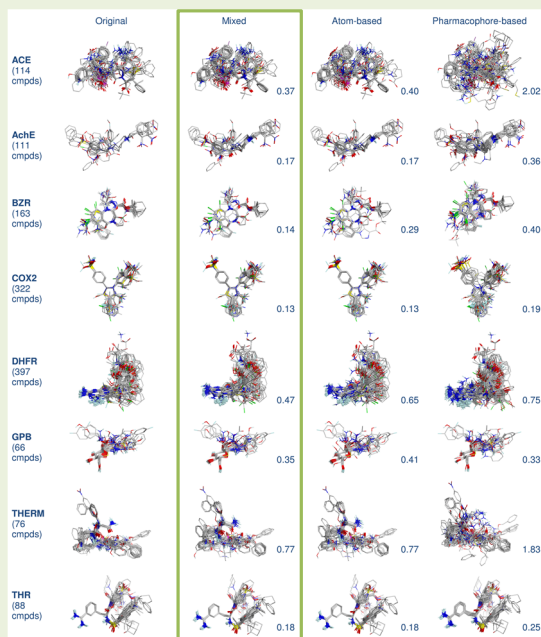 Original Mixed Atom-based Pharmacophore-based
ACE
(114
cmpds)
0.37 0.40 2.02
AchE
(111
cmpds)
0.17 0.17 0.36
BZR
(163
cmpds)
0.14 0.29 0.40
COX2
(322
cmpds)
0.13 0.13 0.19
DHFR
(397
cmpds)
0.47 0.65 0.75
GPB
(66
cmpds)
0.35 0.41 0.33
THERM
(76
cmpds)
0.77 0.77 1.83
THR
(88
cmpds)
0.18 0.18 0.25